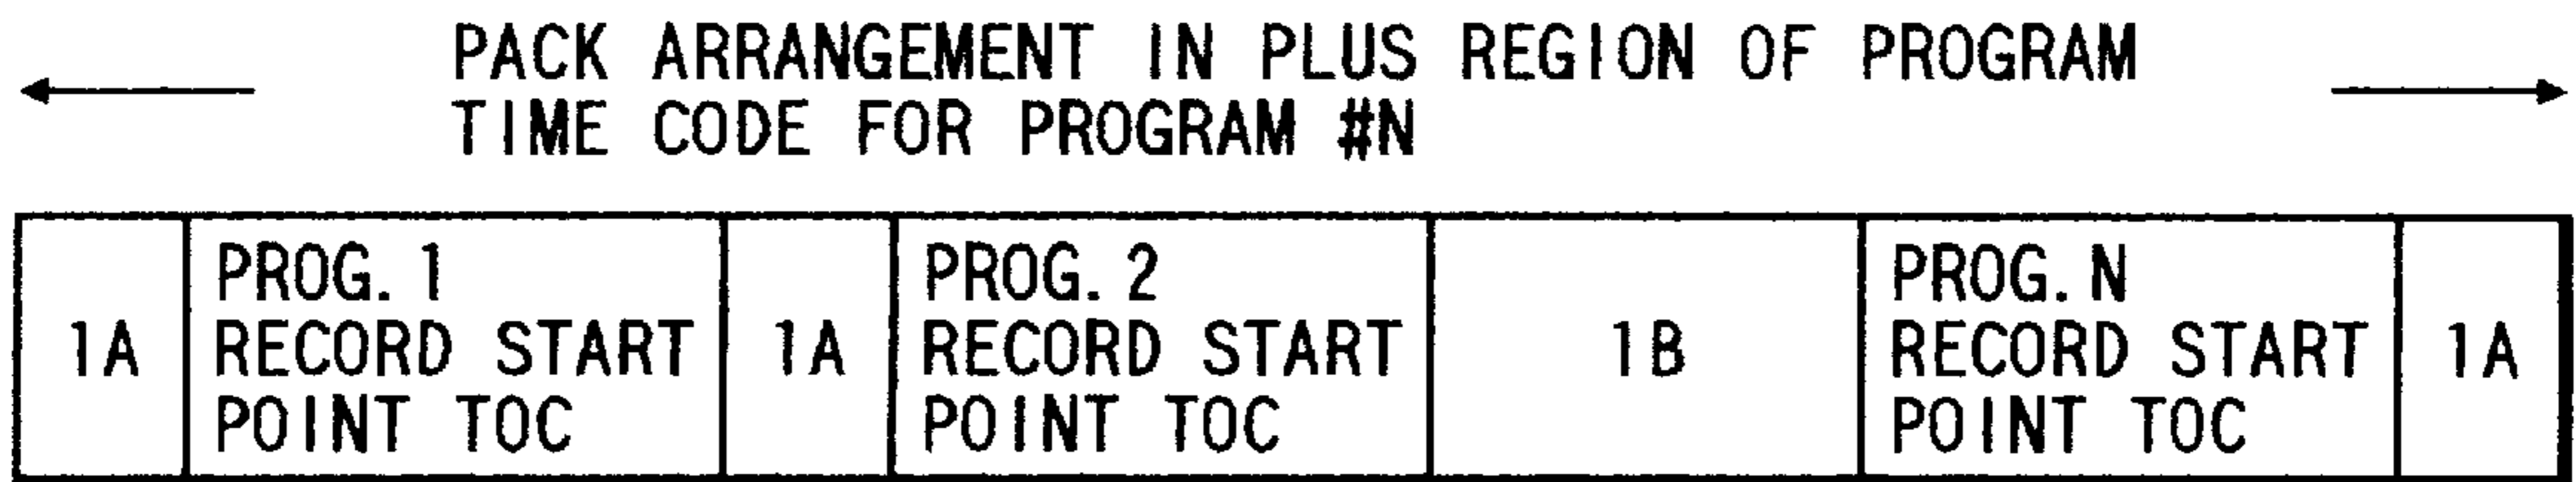 PACK ARRANGEMENT IN PLUS REGION OF PROGRAM
TIME CODE FOR PROGRAM #N
1A
PROG. 1
RECORD START
POINT TOC
1A
PROG. 2
RECORD START
POINT TOC
1B
PROG. N
RECORD START
POINT TOC
1A